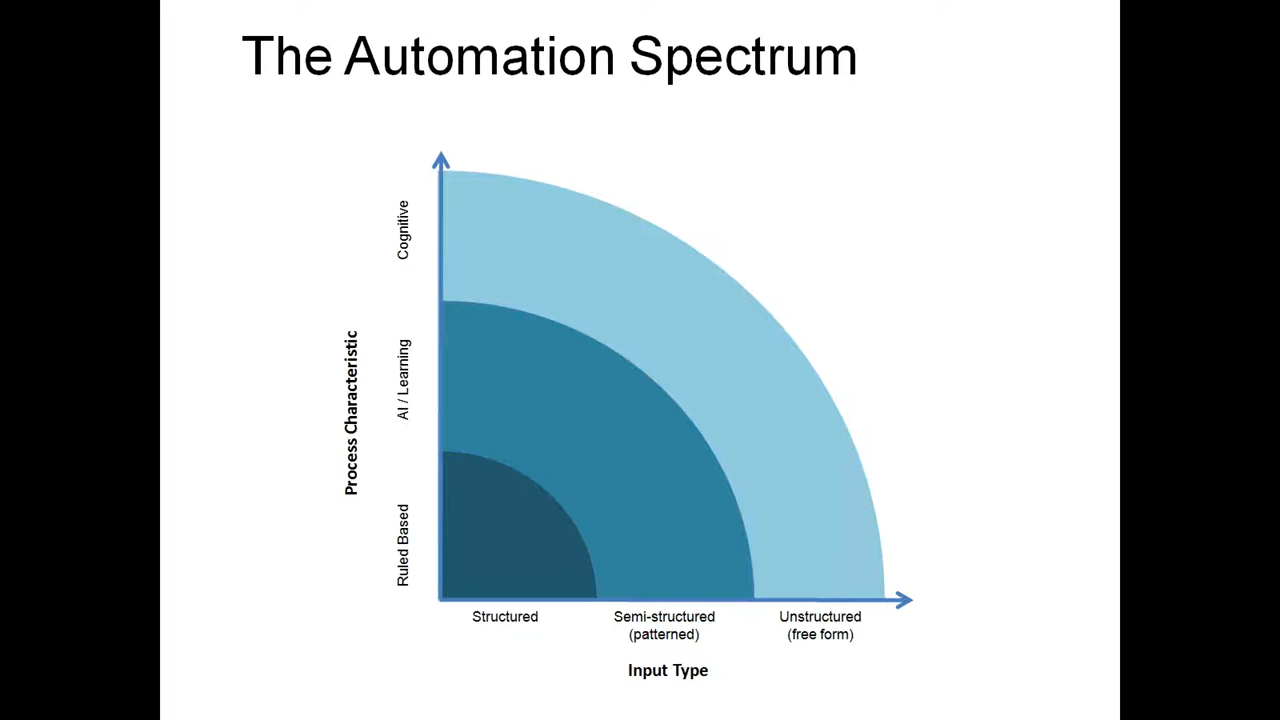 The Automation Spectrum
Cognitive
AI / Learning
Ruled Based
Process Characteristic
Structured
Semi-structured
(patterned)
Unstructured
(free form)
Input Type